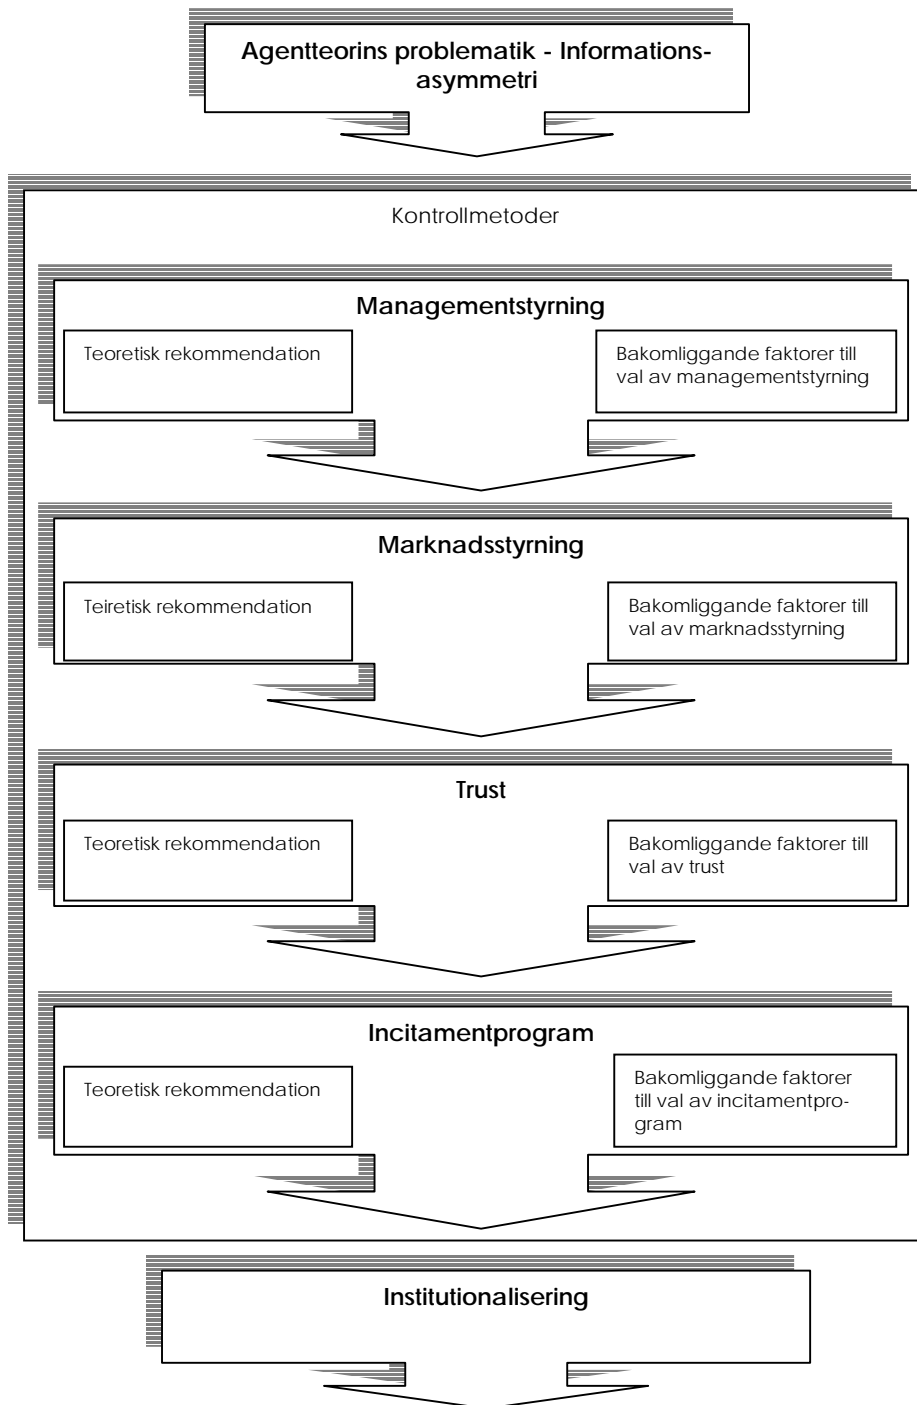 Agentteorins problematik - Informations-
asymmetri
Kontrollmetoder
Managementstyrning
Teoretisk rekommendation
Bakomliggande faktorer till
val av managementstyrning
Marknadsstyrning
Teiretisk rekommendation
Bakomliggande faktorer till
val av marknadsstyrning
Trust
Teoretisk rekommendation
Bakomliggande faktorer till
val av trust
Incitamentprogram
Teoretisk rekommendation
Bakomliggande faktorer
till val av incitamentpro-
gram
Institutionalisering